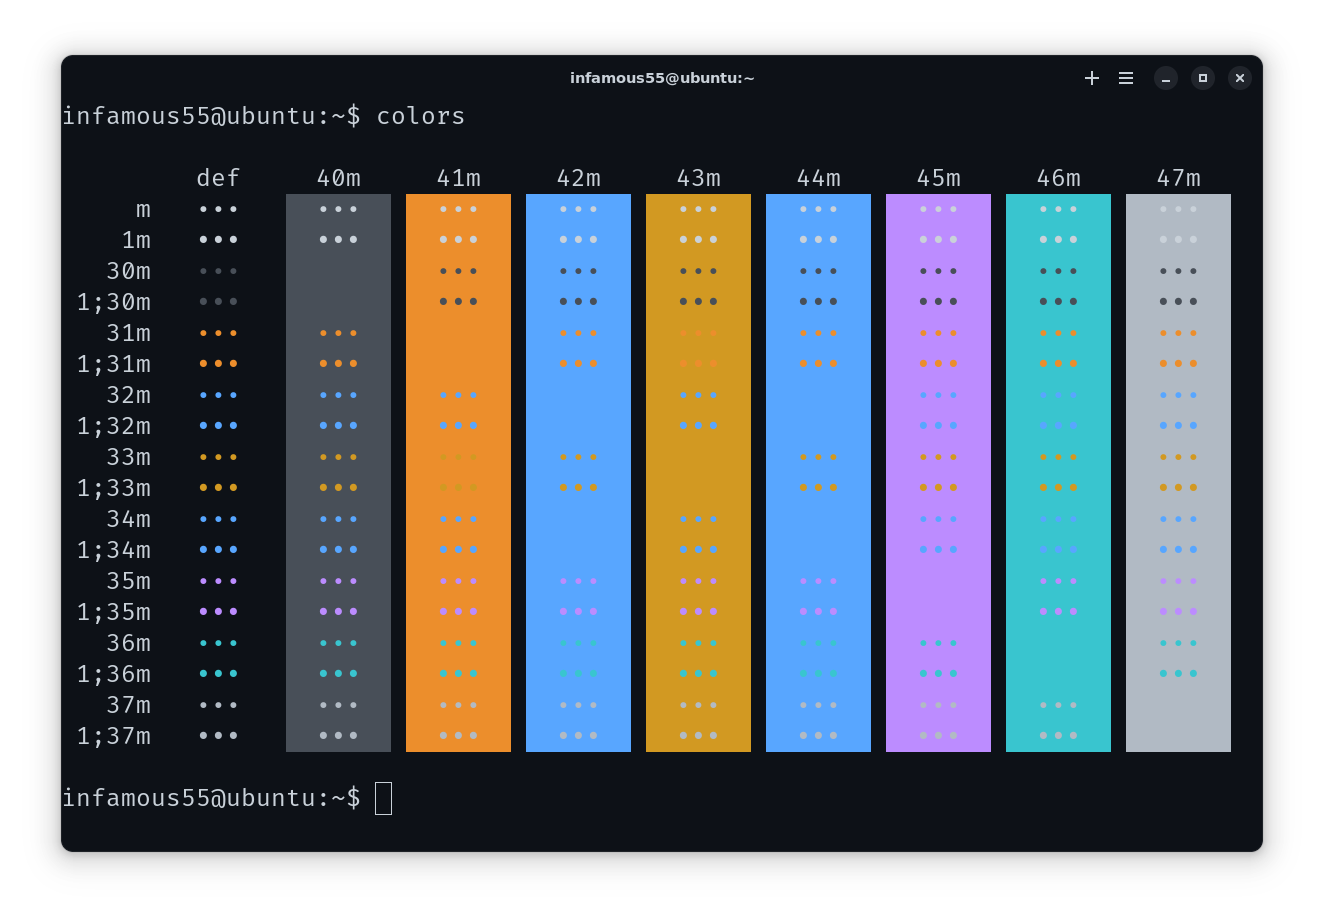 infamous55@ubuntu:~
infamous55@ubuntu:~$ colors
def 40m 41m 42m 43m 44m 45m 46m 47m
m ••• ••• ••• ••• ••• ••• ••• ••• •••
1m ••• ••• ••• ••• ••• ••• ••• ••• •••
30m ••• ••• ••• ••• ••• ••• ••• •••
1;30m ••• ••• ••• ••• ••• ••• ••• •••
31m ••• ••• ••• ••• ••• ••• ••• •••
1;31m ••• ••• ••• ••• ••• ••• ••• •••
32m ••• ••• ••• ••• ••• ••• •••
1;32m ••• ••• ••• ••• ••• ••• •••
33m ••• ••• ••• ••• ••• ••• ••• •••
1;33m ••• ••• ••• ••• ••• ••• ••• •••
34m ••• ••• ••• ••• ••• ••• •••
1;34m ••• ••• ••• ••• ••• ••• •••
35m ••• ••• ••• ••• ••• ••• ••• •••
1;35m ••• ••• ••• ••• ••• ••• ••• •••
36m ••• ••• ••• ••• ••• ••• ••• •••
1;36m ••• ••• ••• ••• ••• ••• ••• •••
37m ••• ••• ••• ••• ••• ••• ••• •••
1;37m ••• ••• ••• ••• ••• ••• ••• •••
infamous55@ubuntu:~$